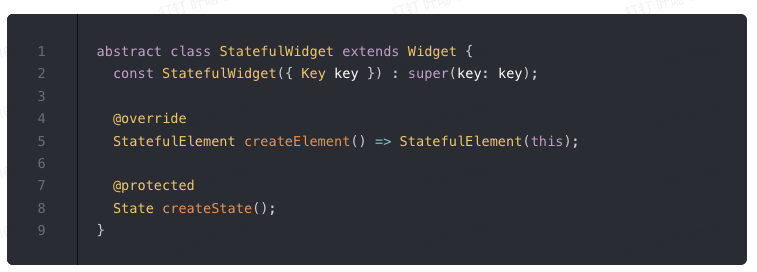 1 abstract class StatefulWidget extends Widget {
2 const StatefulWidget({ Key key }) : super(key: key);
3
4 @override
5 StatefulElement createElement() => StatefulElement(this);
6
7 @protected
8 State createState();
9 }